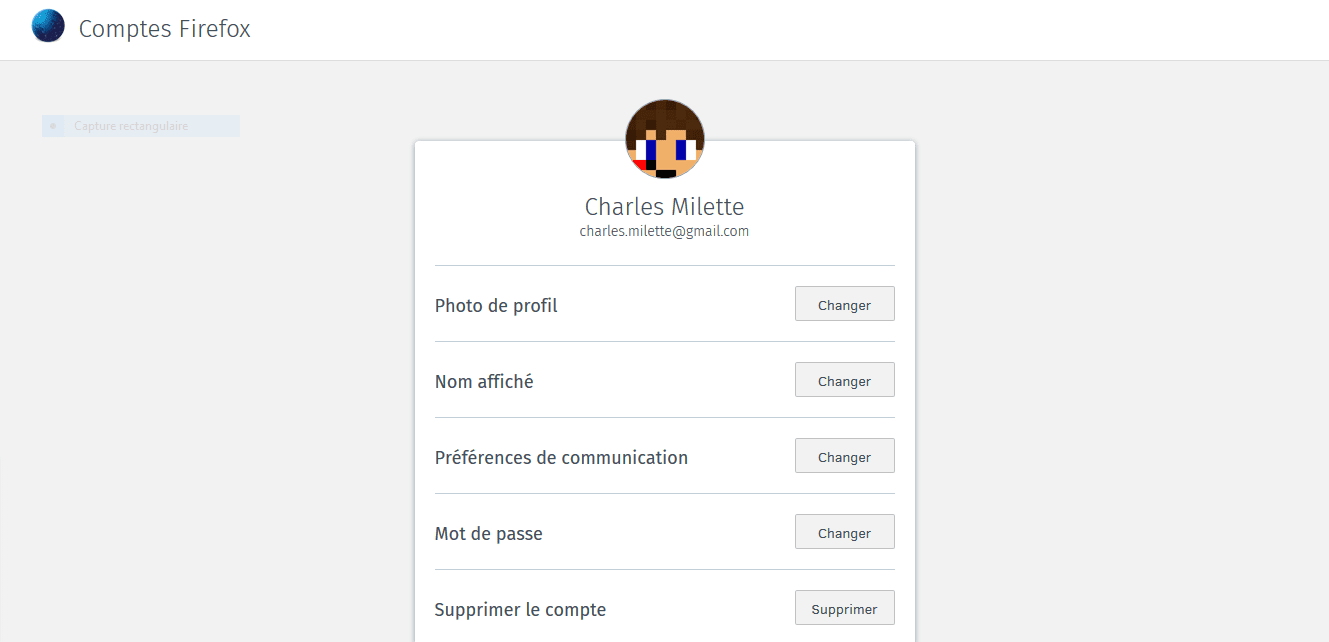 Comptes Firefox
Capture rectangulaire
Charles Milette
charles.milette@gmail.com
Photo de profil Changer
Nom affiché Changer
Préférences de communication Changer
Mot de passe Changer
Supprimer le compte Supprimer